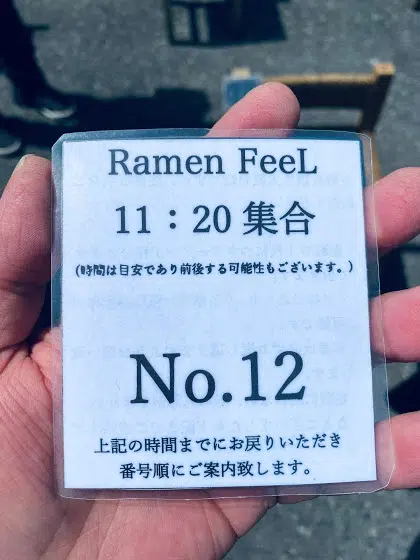 Ramen FeeL
11：20 集合
(時間は目安であり前後する可能性もございます。)
No.12
上記の時間までにお戻りいただき
番号順にご案内致します。